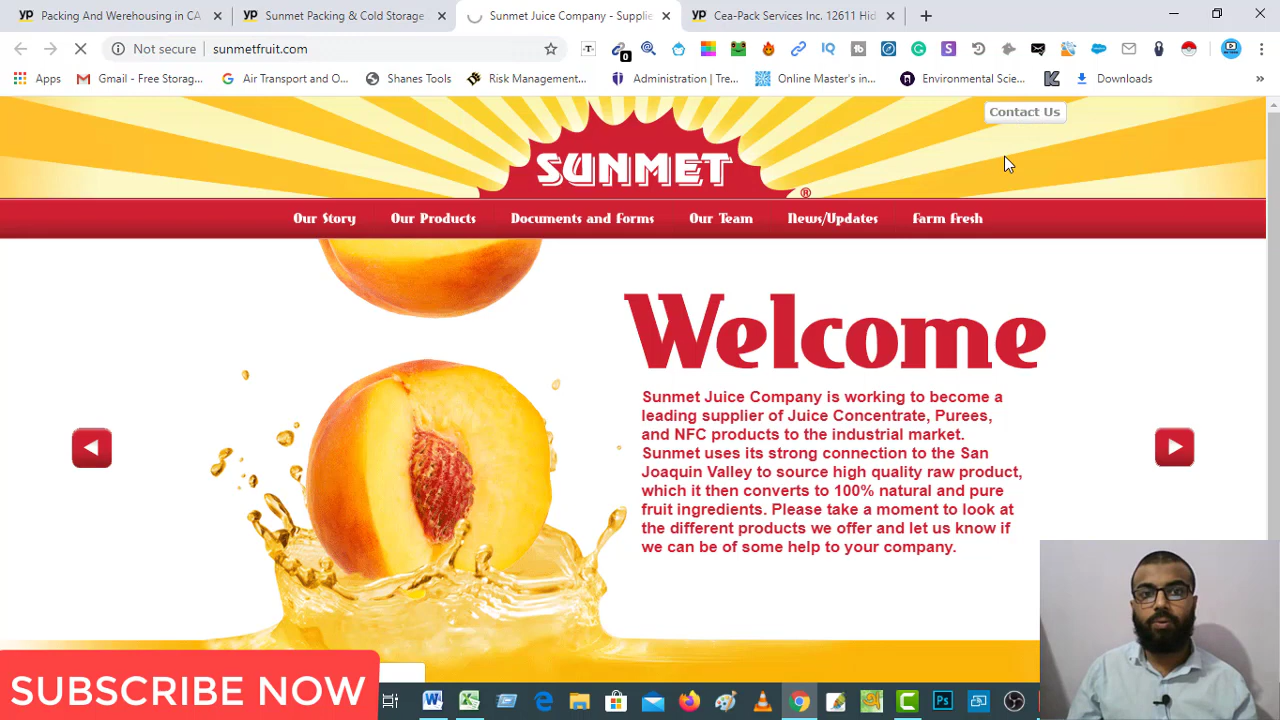 Packing And Warehousing in CA
Sunmet Packing & Cold Storage
Sunmet Juice Company - Supplie
Cea-Pack Services Inc. 12611 Hid
Not secure
sunmetfruit.com
0
Apps
Gmail - Free Storag...
Air Transport and O...
Shanes Tools
Risk Management...
Administration | Tre...
Online Master's in...
Environmental Scie...
Downloads
Contact Us
SUNMET®
Our Story
Our Products
Documents and Forms
Our Team
News/Updates
Farm Fresh
Welcome
Sunmet Juice Company is working to become a
leading supplier of Juice Concentrate, Purees,
and NFC products to the industrial market.
Sunmet uses its strong connection to the San
Joaquin Valley to source high quality raw product,
which it then converts to 100% natural and pure
fruit ingredients. Please take a moment to look at
the different products we offer and let us know if
we can be of some help to your company.
SUBSCRIBE NOW